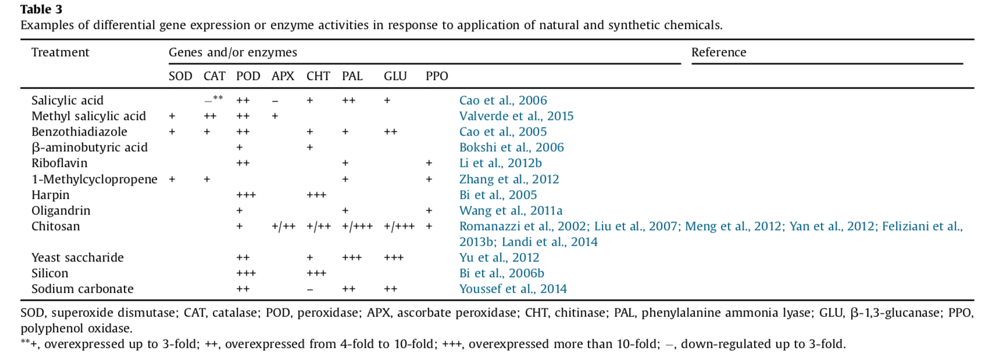 Table 3
Examples of differential gene expression or enzyme activities in response to application of natural and synthetic chemicals.
Treatment Genes and/or enzymes Reference
SOD CAT POD APX CHT PAL GLU PPO
Salicylic acid –** ++ – + ++ + Cao et al., 2006
Methyl salicylic acid + ++ ++ + Valverde et al., 2015
Benzothiadiazole + + ++ + + ++ Cao et al., 2005
β-aminobutyric acid + + Bokshi et al., 2006
Riboflavin ++ + + Li et al., 2012b
1-Methylcyclopropene + + + + Zhang et al., 2012
Harpin +++ +++ Bi et al., 2005
Oligandrin + + + Wang et al., 2011a
Chitosan + +/++ +/++ +/+++ +/+++ + Romanazzi et al., 2002; Liu et al., 2007; Meng et al., 2012; Yan et al., 2012; Feliziani et al.,
2013b; Landi et al., 2014
Yeast saccharide ++ + +++ +++ Yu et al., 2012
Silicon +++ +++ Bi et al., 2006b
Sodium carbonate ++ – ++ ++ Youssef et al., 2014
SOD, superoxide dismutase; CAT, catalase; POD, peroxidase; APX, ascorbate peroxidase; CHT, chitinase; PAL, phenylalanine ammonia lyase; GLU, β-1,3-glucanase; PPO,
polyphenol oxidase.
**+, overexpressed up to 3-fold; ++, overexpressed from 4-fold to 10-fold; +++, overexpressed more than 10-fold; –, down-regulated up to 3-fold.